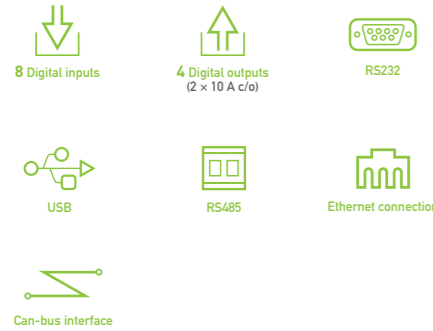 8 Digital inputs
4 Digital outputs
(2 × 10 A c/o)
RS232
USB
RS485
Ethernet connection
Can-bus interface